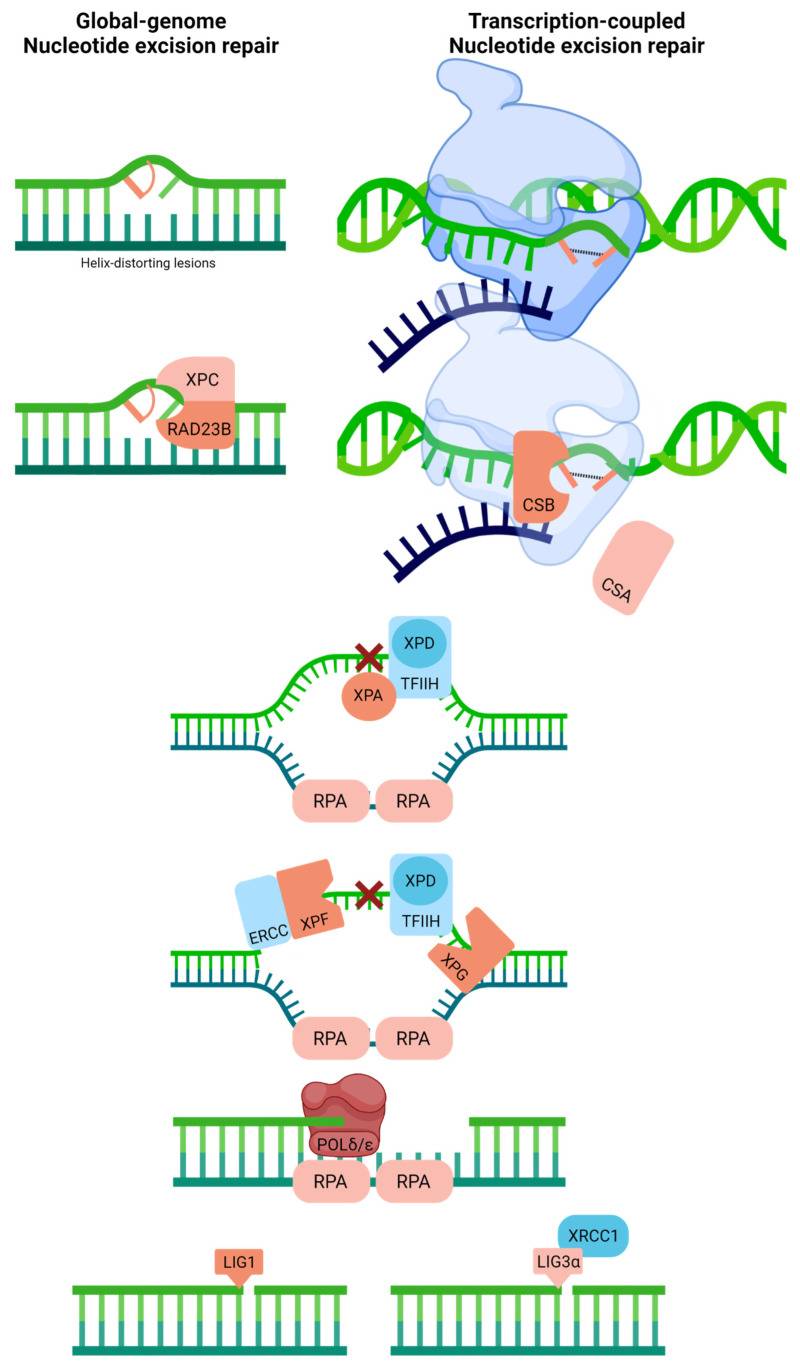 Global-genome
Nucleotide excision repair
Transcription-coupled
Nucleotide excision repair
Helix-distorting lesions
XPC
RAD23B
CSB
CSA
XPD
TFIIH
XPA
RPA
RPA
ERCC
XPF
XPD
TFIIH
XPG
RPA
RPA
POLδ/ε
RPA
RPA
LIG1
XRCC1
LIG3α